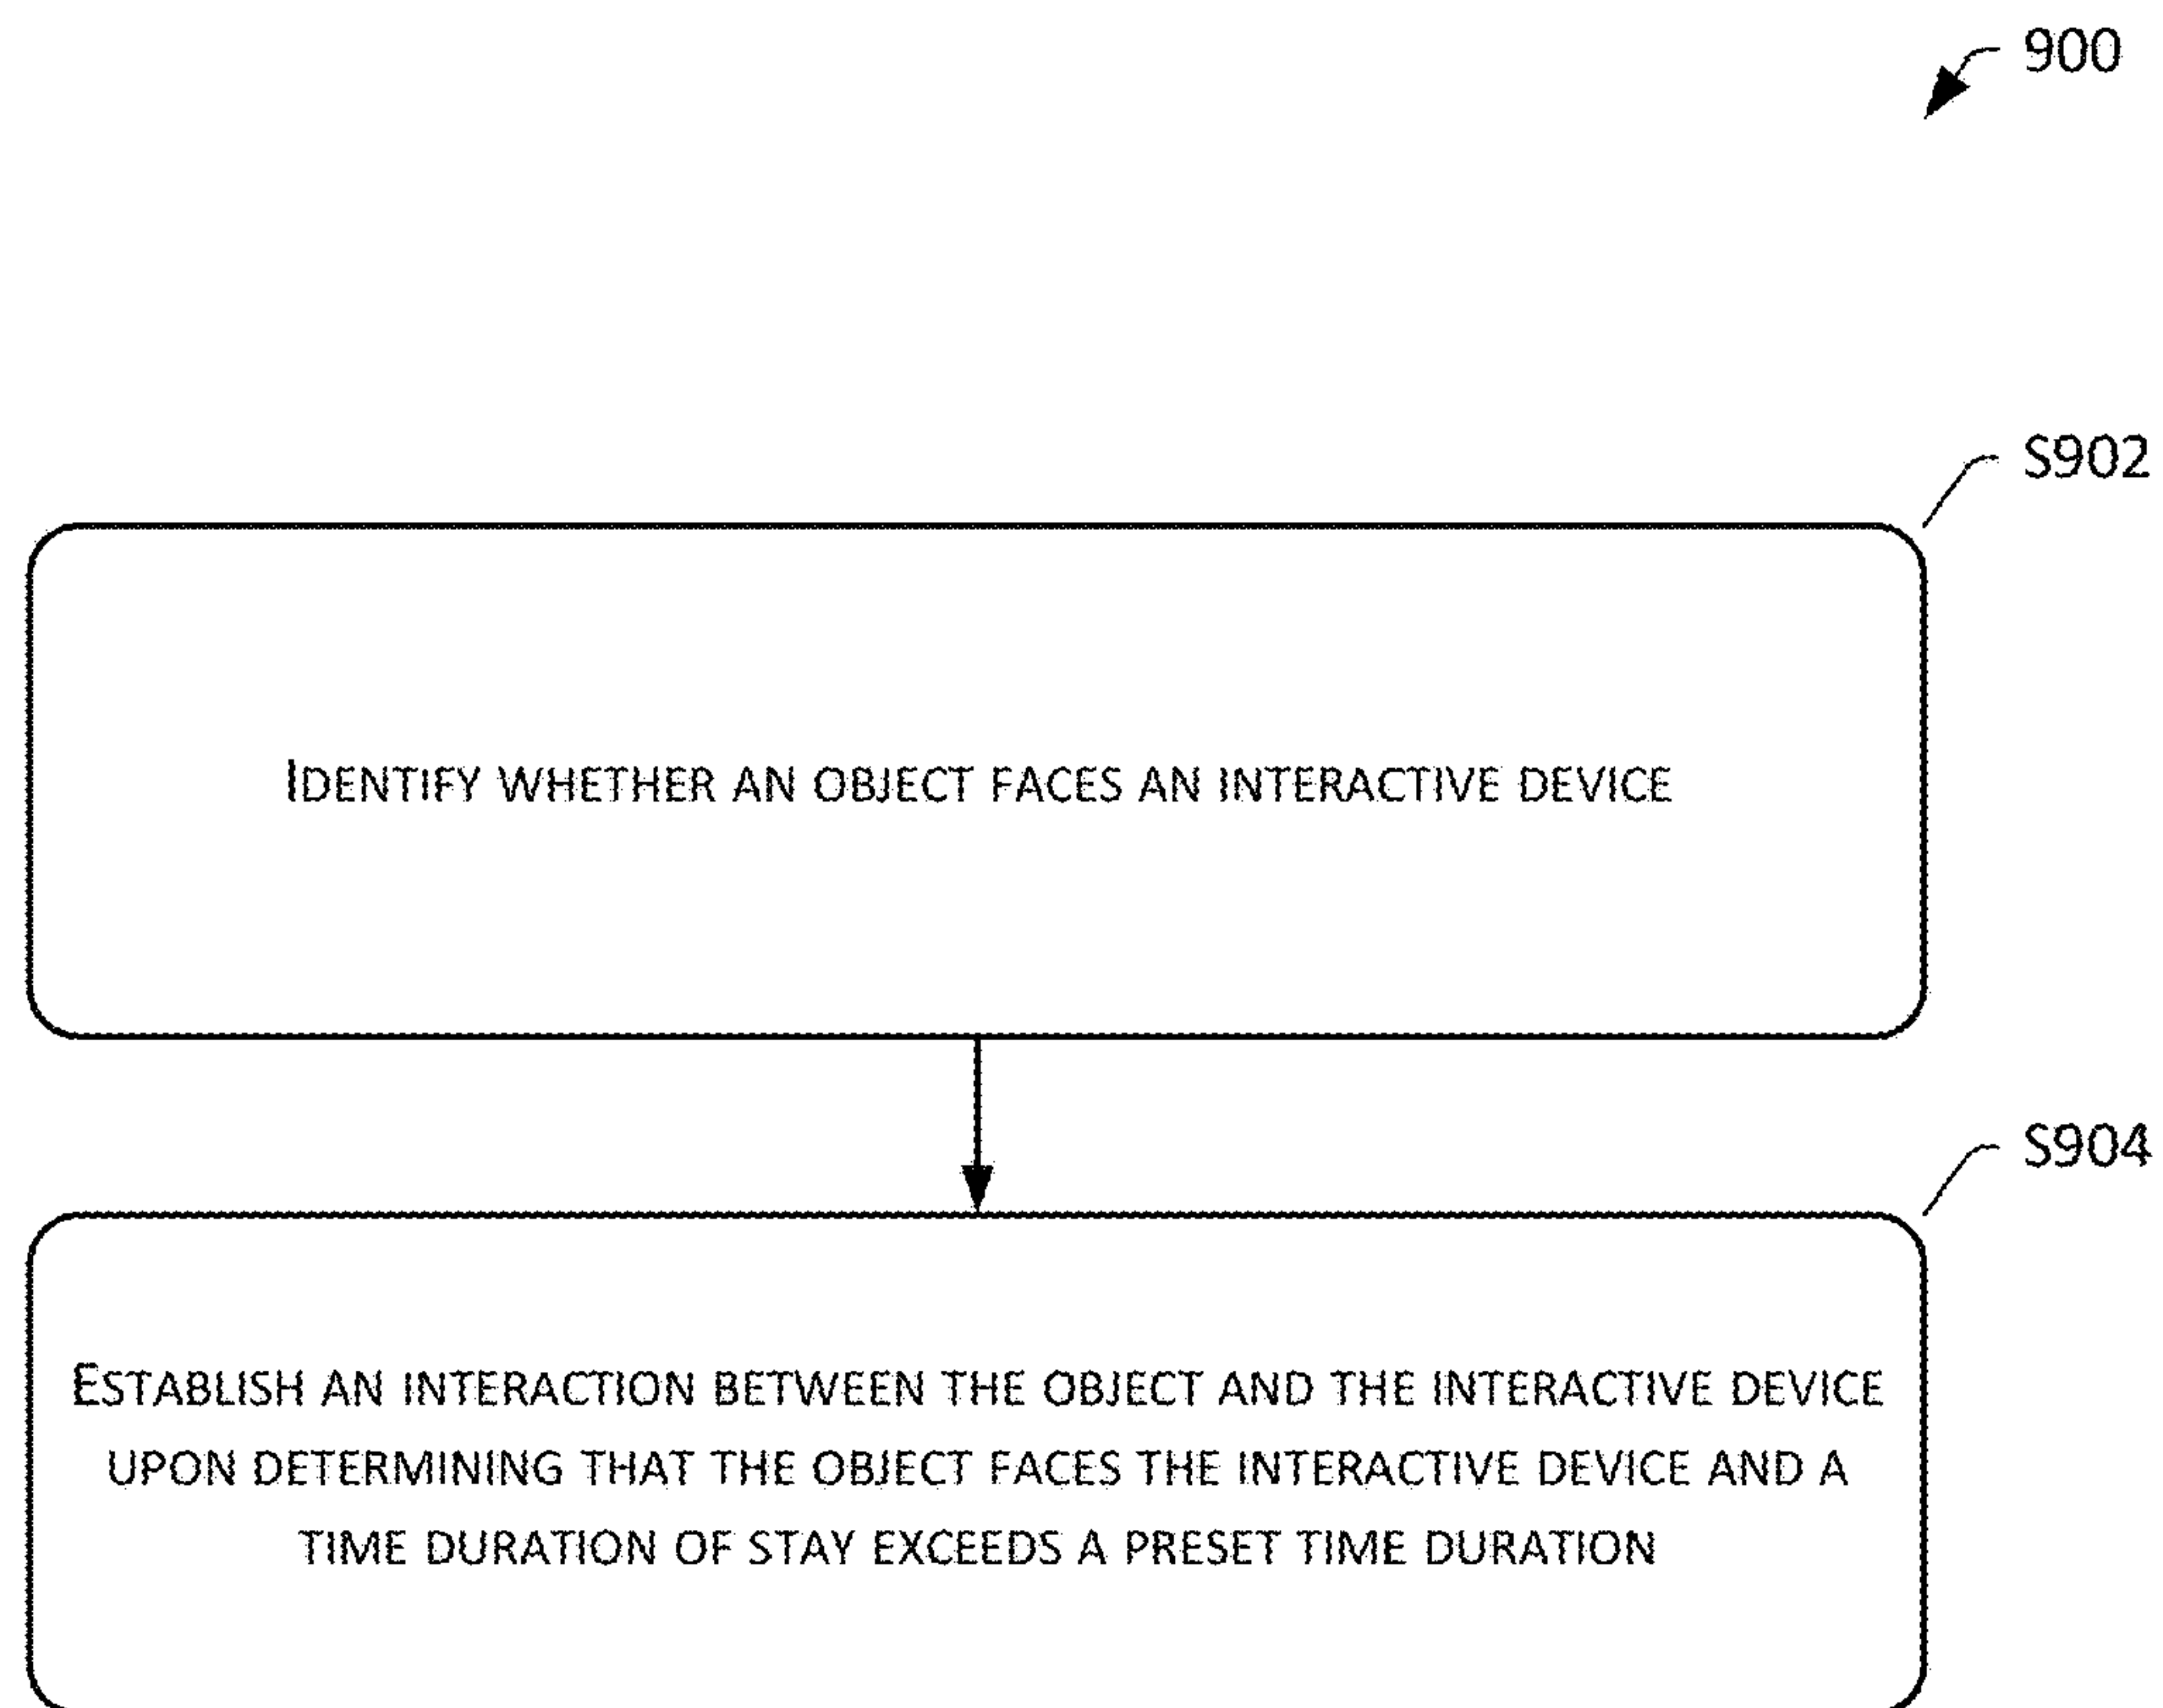 900
S902
IDENTIFY WHETHER AN OBJECT FACES AN INTERACTIVE DEVICE
S904
ESTABLISH AN INTERACTION BETWEEN THE OBJECT AND THE INTERACTIVE DEVICE
UPON DETERMINING THAT THE OBJECT FACES THE INTERACTIVE DEVICE AND A
TIME DURATION OF STAY EXCEEDS A PRESET TIME DURATION